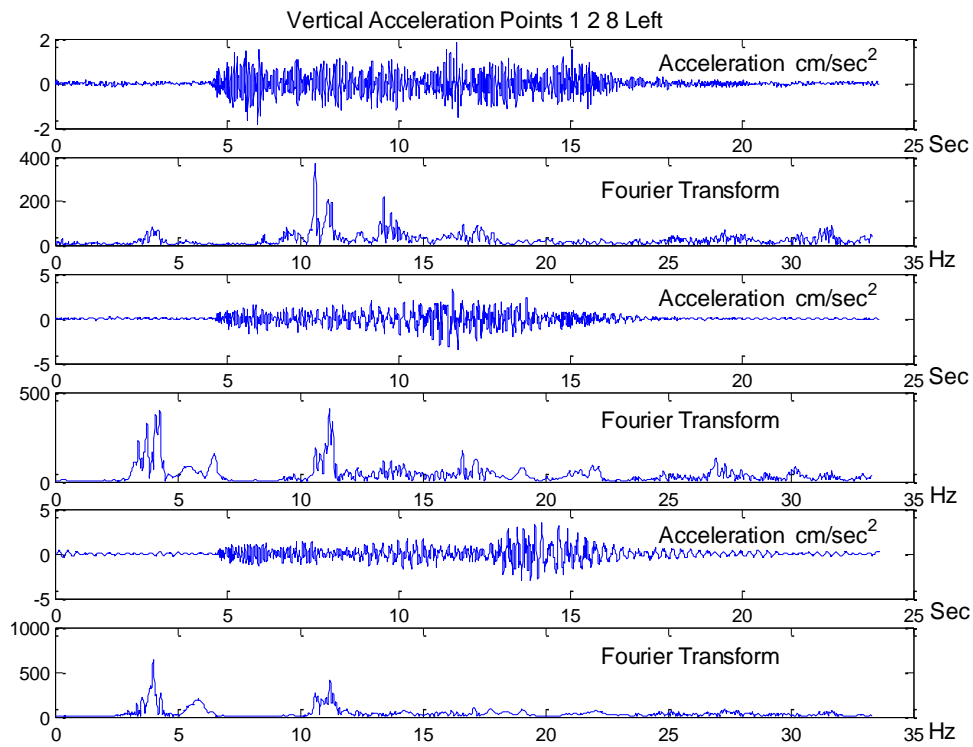 Vertical Acceleration Points 1 2 8 Left
2
0
-2
Acceleration cm/sec²
0 5 10 15 20 25 Sec
400
200
0
Fourier Transform
0 5 10 15 20 25 30 35 Hz
5
0
-5
Acceleration cm/sec²
0 5 10 15 20 25 Sec
500
0
Fourier Transform
0 5 10 15 20 25 30 35 Hz
5
0
-5
Acceleration cm/sec²
0 5 10 15 20 25 Sec
1000
500
0
Fourier Transform
0 5 10 15 20 25 30 35 Hz